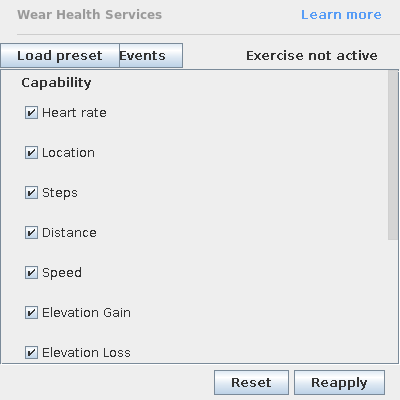 Wear Health Services Learn more
Load preset Events Exercise not active
Capability
Heart rate
Location
Steps
Distance
Speed
Elevation Gain
Elevation Loss
Reset Reapply